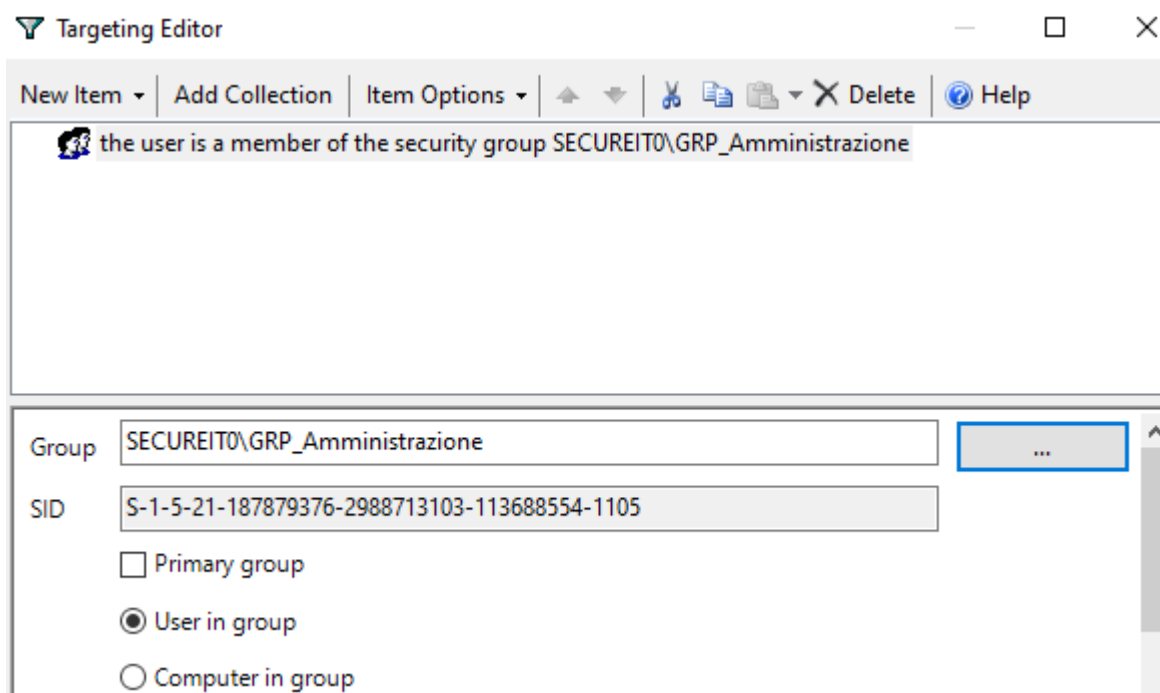 Targeting Editor
New Item Add Collection Item Options Delete Help
the user is a member of the security group SECUREIT0\GRP_Amministrazione
Group SECUREIT0\GRP_Amministrazione ...
SID S-1-5-21-187879376-2988713103-113688554-1105
Primary group
User in group
Computer in group